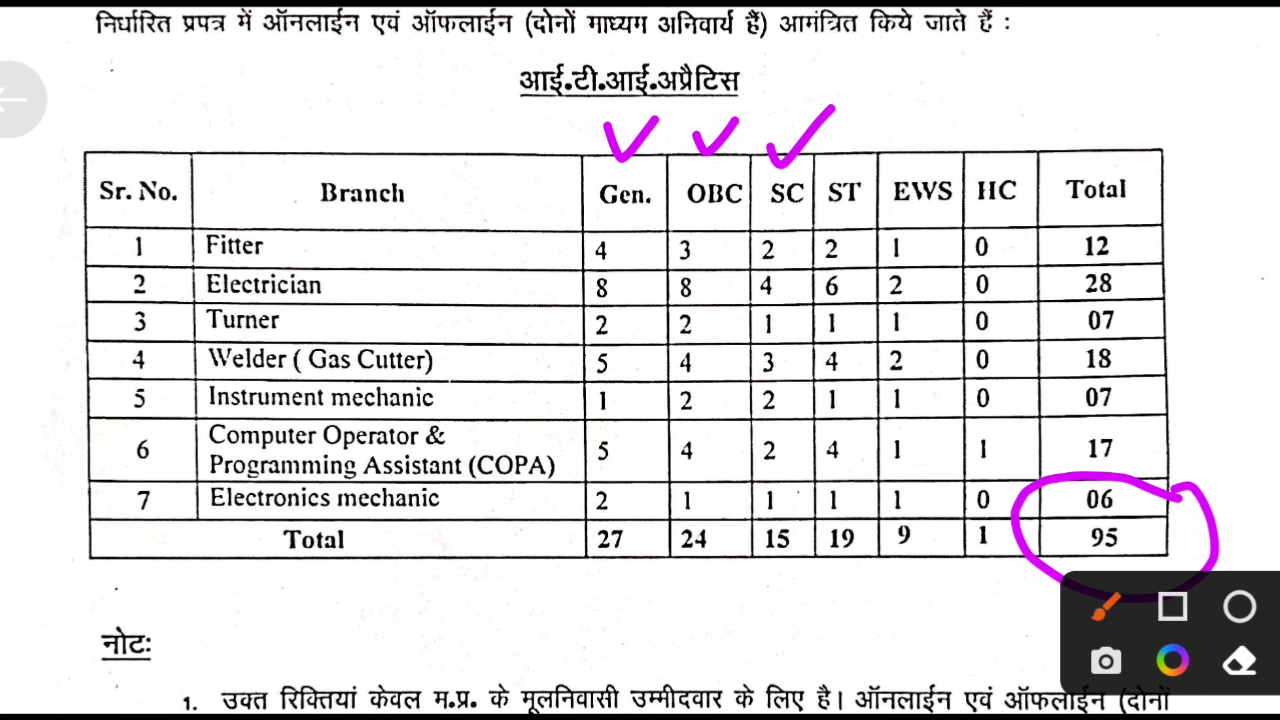 निर्धारित प्रपत्र में ऑनलाईन एवं ऑफलाईन (दोनों माध्यम अनिवार्य हैं) आमंत्रित किये जाते हैं :
आई.टी.आई.अप्रैटिस
Sr. No. Branch Gen. OBC SC ST EWS HC Total
1 Fitter 4 3 2 2 1 0 12
2 Electrician 8 8 4 6 2 0 28
3 Turner 2 2 1 1 1 0 07
4 Welder ( Gas Cutter) 5 4 3 4 2 0 18
5 Instrument mechanic 1 2 2 1 1 0 07
6 Computer Operator & Programming Assistant (COPA) 5 4 2 4 1 1 17
7 Electronics mechanic 2 1 1 1 1 0 06
Total 27 24 15 19 9 1 95
नोटः
1. उक्त रिक्तियां केवल म.प्र. के मूलनिवासी उम्मीदवार के लिए है। ऑनलाईन एवं ऑफलाईन (दोनों